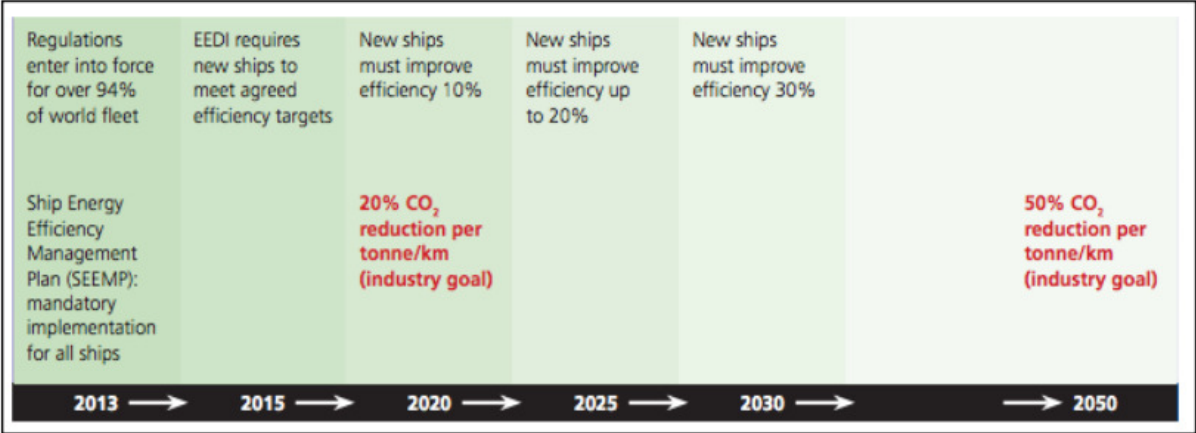 Regulations
enter into force
for over 94%
of world fleet
EEDI requires
new ships to
meet agreed
efficiency targets
New ships
must improve
efficiency 10%
New ships
must improve
efficiency up
to 20%
New ships
must improve
efficiency 30%
Ship Energy
Efficiency
Management
Plan (SEEMP):
mandatory
implementation
for all ships
20% CO₂
reduction per
tonne/km
(industry goal)
50% CO₂
reduction per
tonne/km
(industry goal)
2013 → 2015 → 2020 → 2025 → 2030 → → 2050